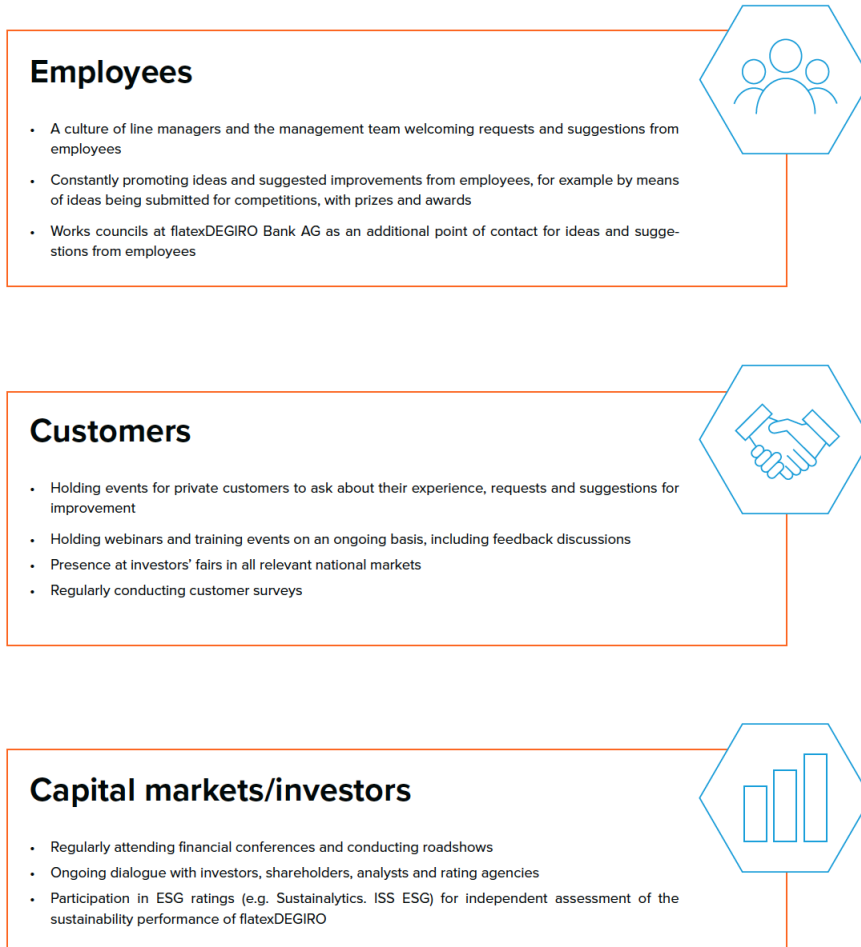 Employees
• A culture of line managers and the management team welcoming requests and suggestions from
employees
• Constantly promoting ideas and suggested improvements from employees, for example by means
of ideas being submitted for competitions, with prizes and awards
• Works councils at flatexDEGIRO Bank AG as an additional point of contact for ideas and sugge-
stions from employees
Customers
• Holding events for private customers to ask about their experience, requests and suggestions for
improvement
• Holding webinars and training events on an ongoing basis, including feedback discussions
• Presence at investors’ fairs in all relevant national markets
• Regularly conducting customer surveys
Capital markets/investors
• Regularly attending financial conferences and conducting roadshows
• Ongoing dialogue with investors, shareholders, analysts and rating agencies
• Participation in ESG ratings (e.g. Sustainalytics. ISS ESG) for independent assessment of the
sustainability performance of flatexDEGIRO